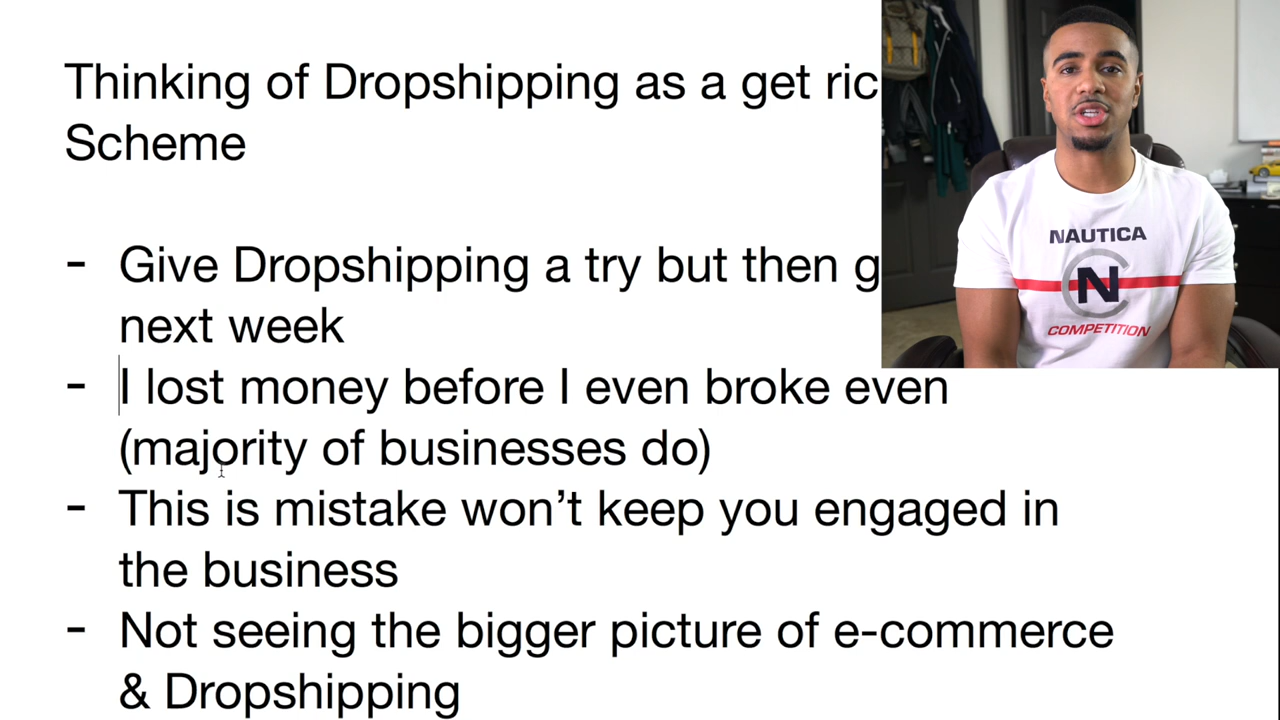 Thinking of Dropshipping as a get ric
Scheme
- Give Dropshipping a try but then g
next week
- I lost money before I even broke even
(majority of businesses do)
- This is mistake won’t keep you engaged in
the business
- Not seeing the bigger picture of e-commerce
& Dropshipping
NAUTICA
N
COMPETITION